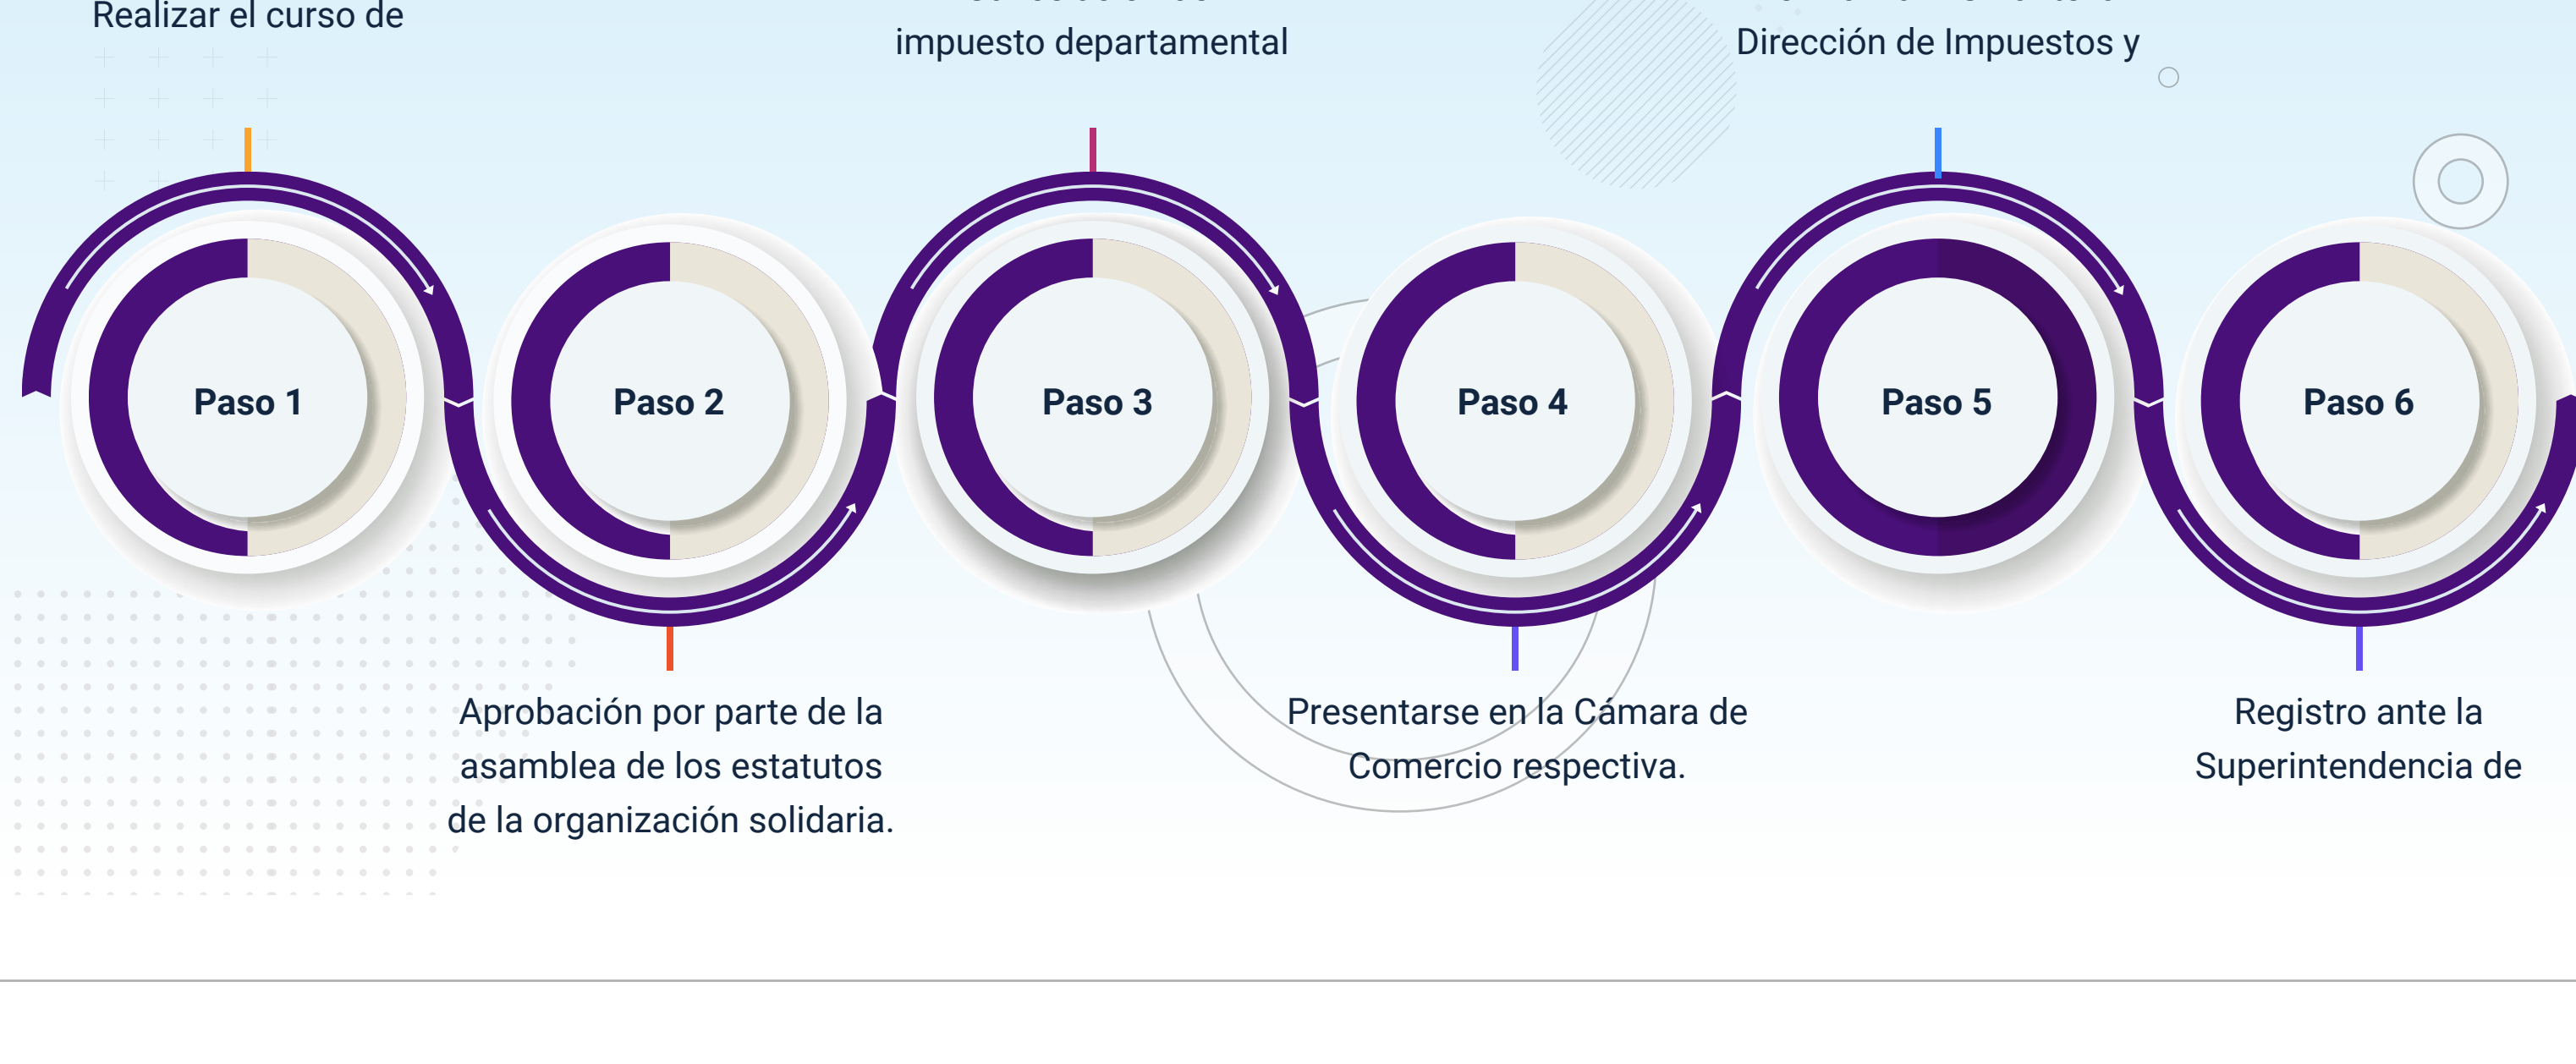 Realizar el curso de
impuesto departamental
Dirección de Impuestos y
Paso 1
Paso 2
Paso 3
Paso 4
Paso 5
Paso 6
Aprobación por parte de la
asamblea de los estatutos
de la organización solidaria.
Presentarse en la Cámara de
Comercio respectiva.
Registro ante la
Superintendencia de